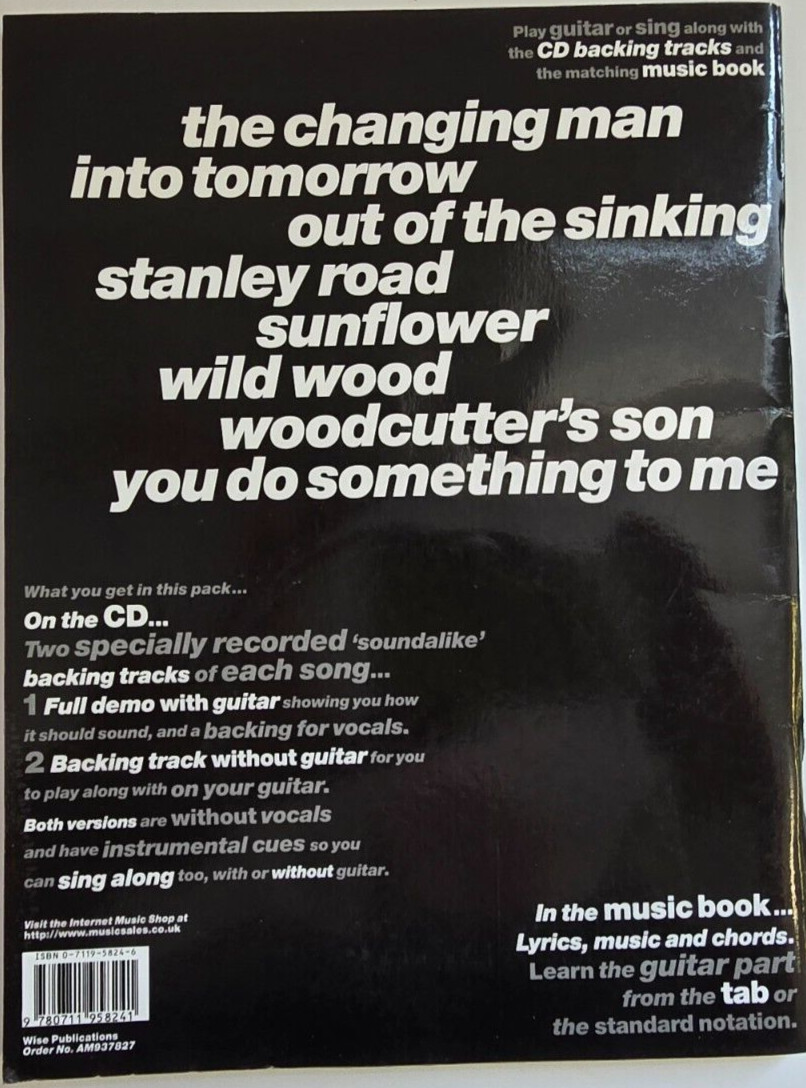 Play guitar or sing along with
the CD backing tracks and
the matching music book
the changing man
into tomorrow
out of the sinking
stanley road
sunflower
wild wood
woodcutter's son
you do something to me
What you get in this pack...
On the CD...
Two specially recorded 'soundalike'
backing tracks of each song...
1 Full demo with guitar showing you how
it should sound, and a backing for vocals.
2 Backing track without guitar for you
to play along with on your guitar.
Both versions are without vocals
and have instrumental cues so you
can sing along too, with or without guitar.
Visit the Internet Music Shop at
http://www.musicsales.co.uk
ISBN 0-7119-5824-6
9 780711 958241
Wise Publications
Order No. AM937827
In the music book...
Lyrics, music and chords.
Learn the guitar part
from the tab or
the standard notation.